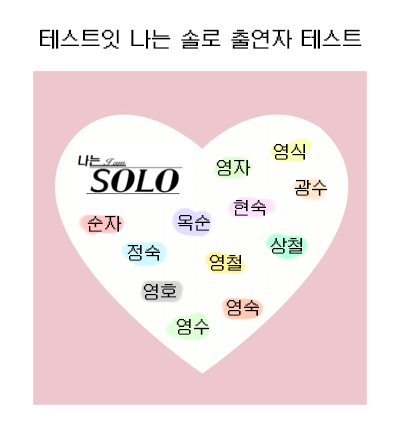 테스트잇 나는 솔로 출연자 테스트
나는 I am
SOLO
영식
영자
광수
현숙
순자
옥순
정숙
상철
영철
영호
영숙
영수